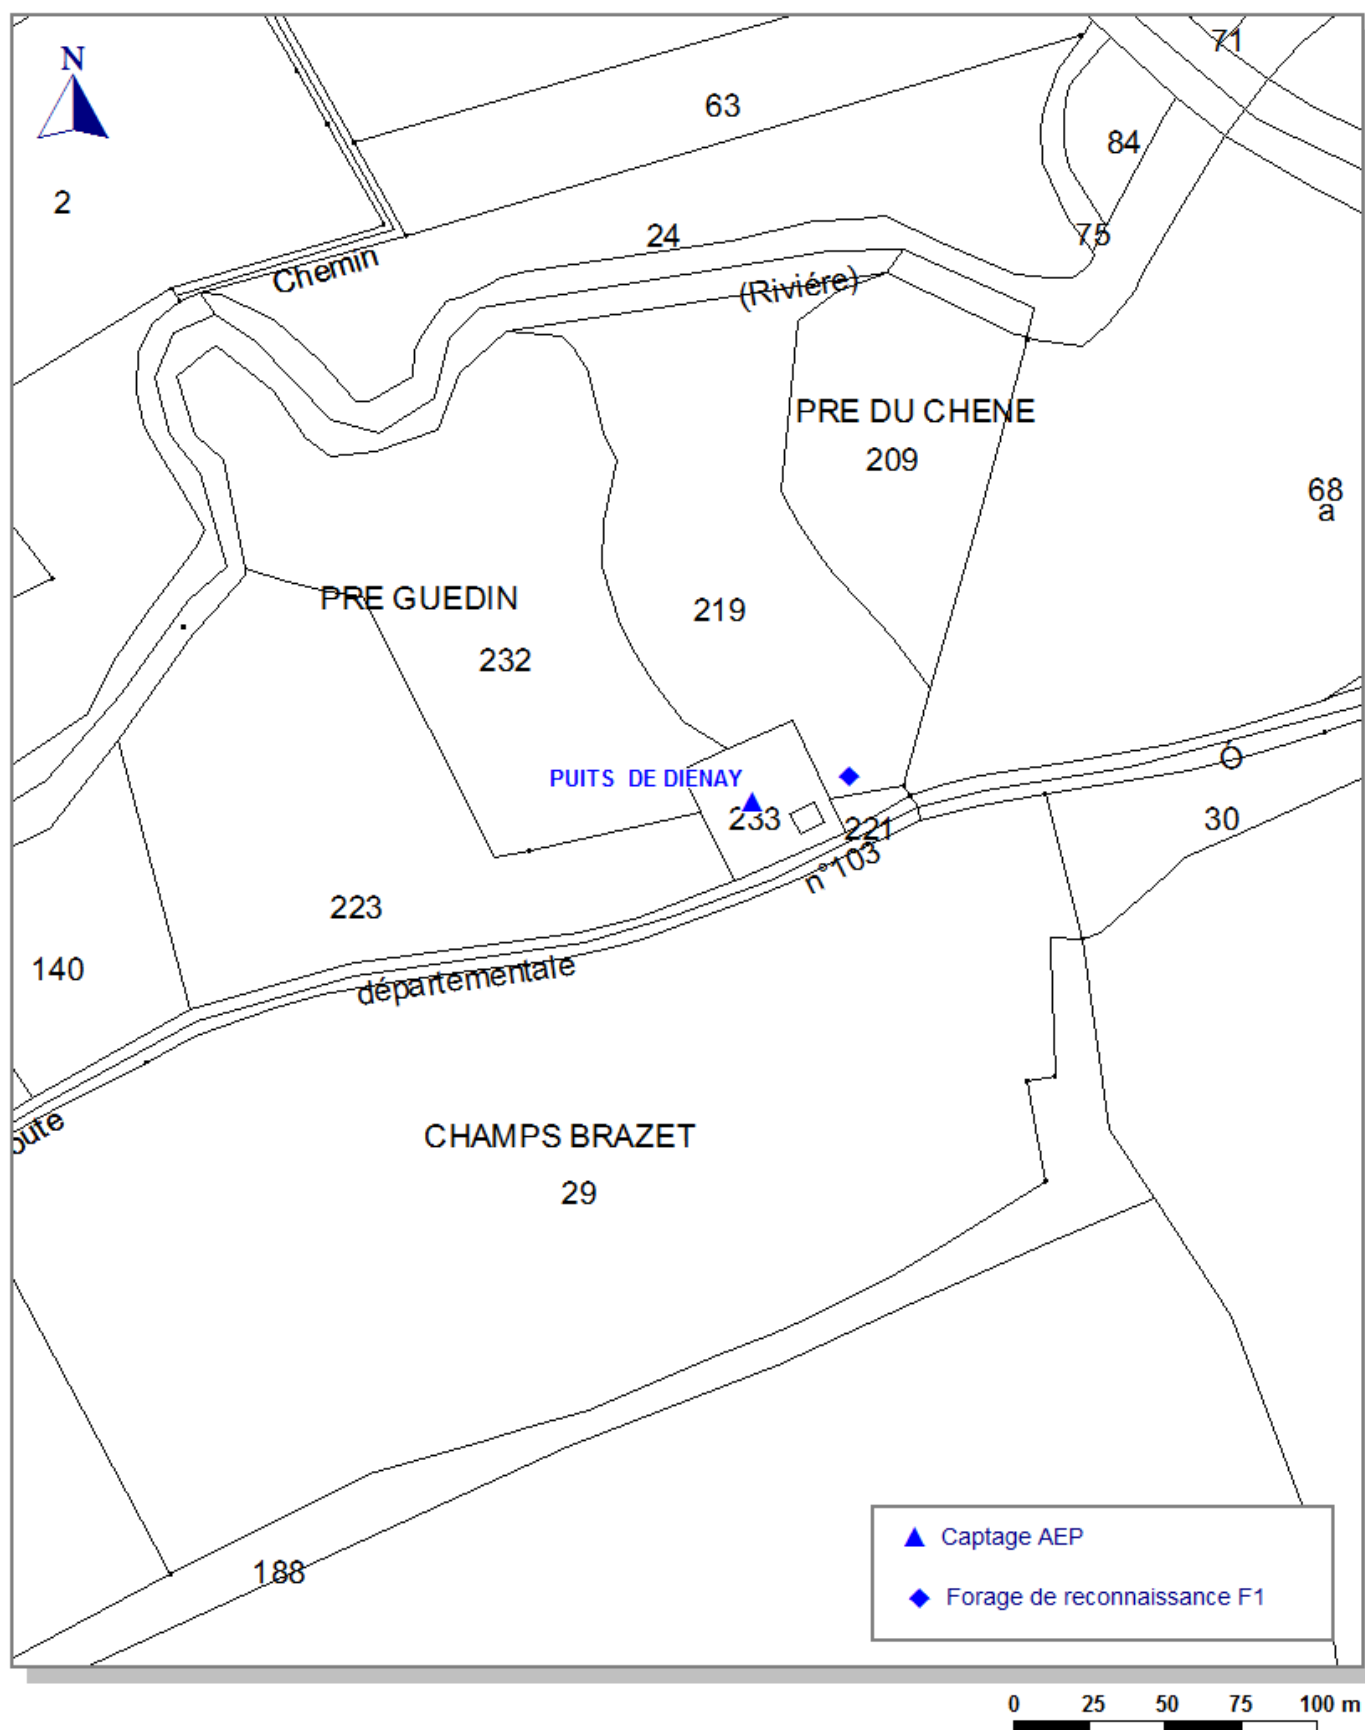 71
N
63
84
2
24
75
Chemin
(Riviére)
PRE DU CHENE
209
68
a
PRE GUEDIN
219
232
Ó
PUITS DE DIENAY
233
221
30
n°103
223
140
départementale
oute
CHAMPS BRAZET
29
Captage AEP
188
Forage de reconnaissance F1
0 25 50 75 100 m